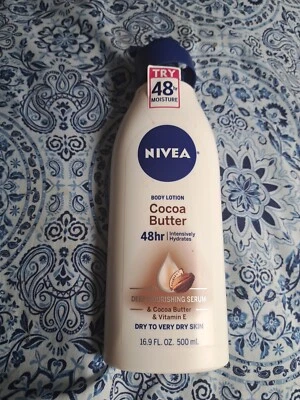 TRY
48hr
MOISTURE
NIVEA
BODY LOTION
Cocoa
Butter
48hr Intensively
Hydrates
NOURISHING SERUM
& Cocoa Butter
& Vitamin E
DRY TO VERY DRY SKIN
16.9 FL. OZ. 500 mL